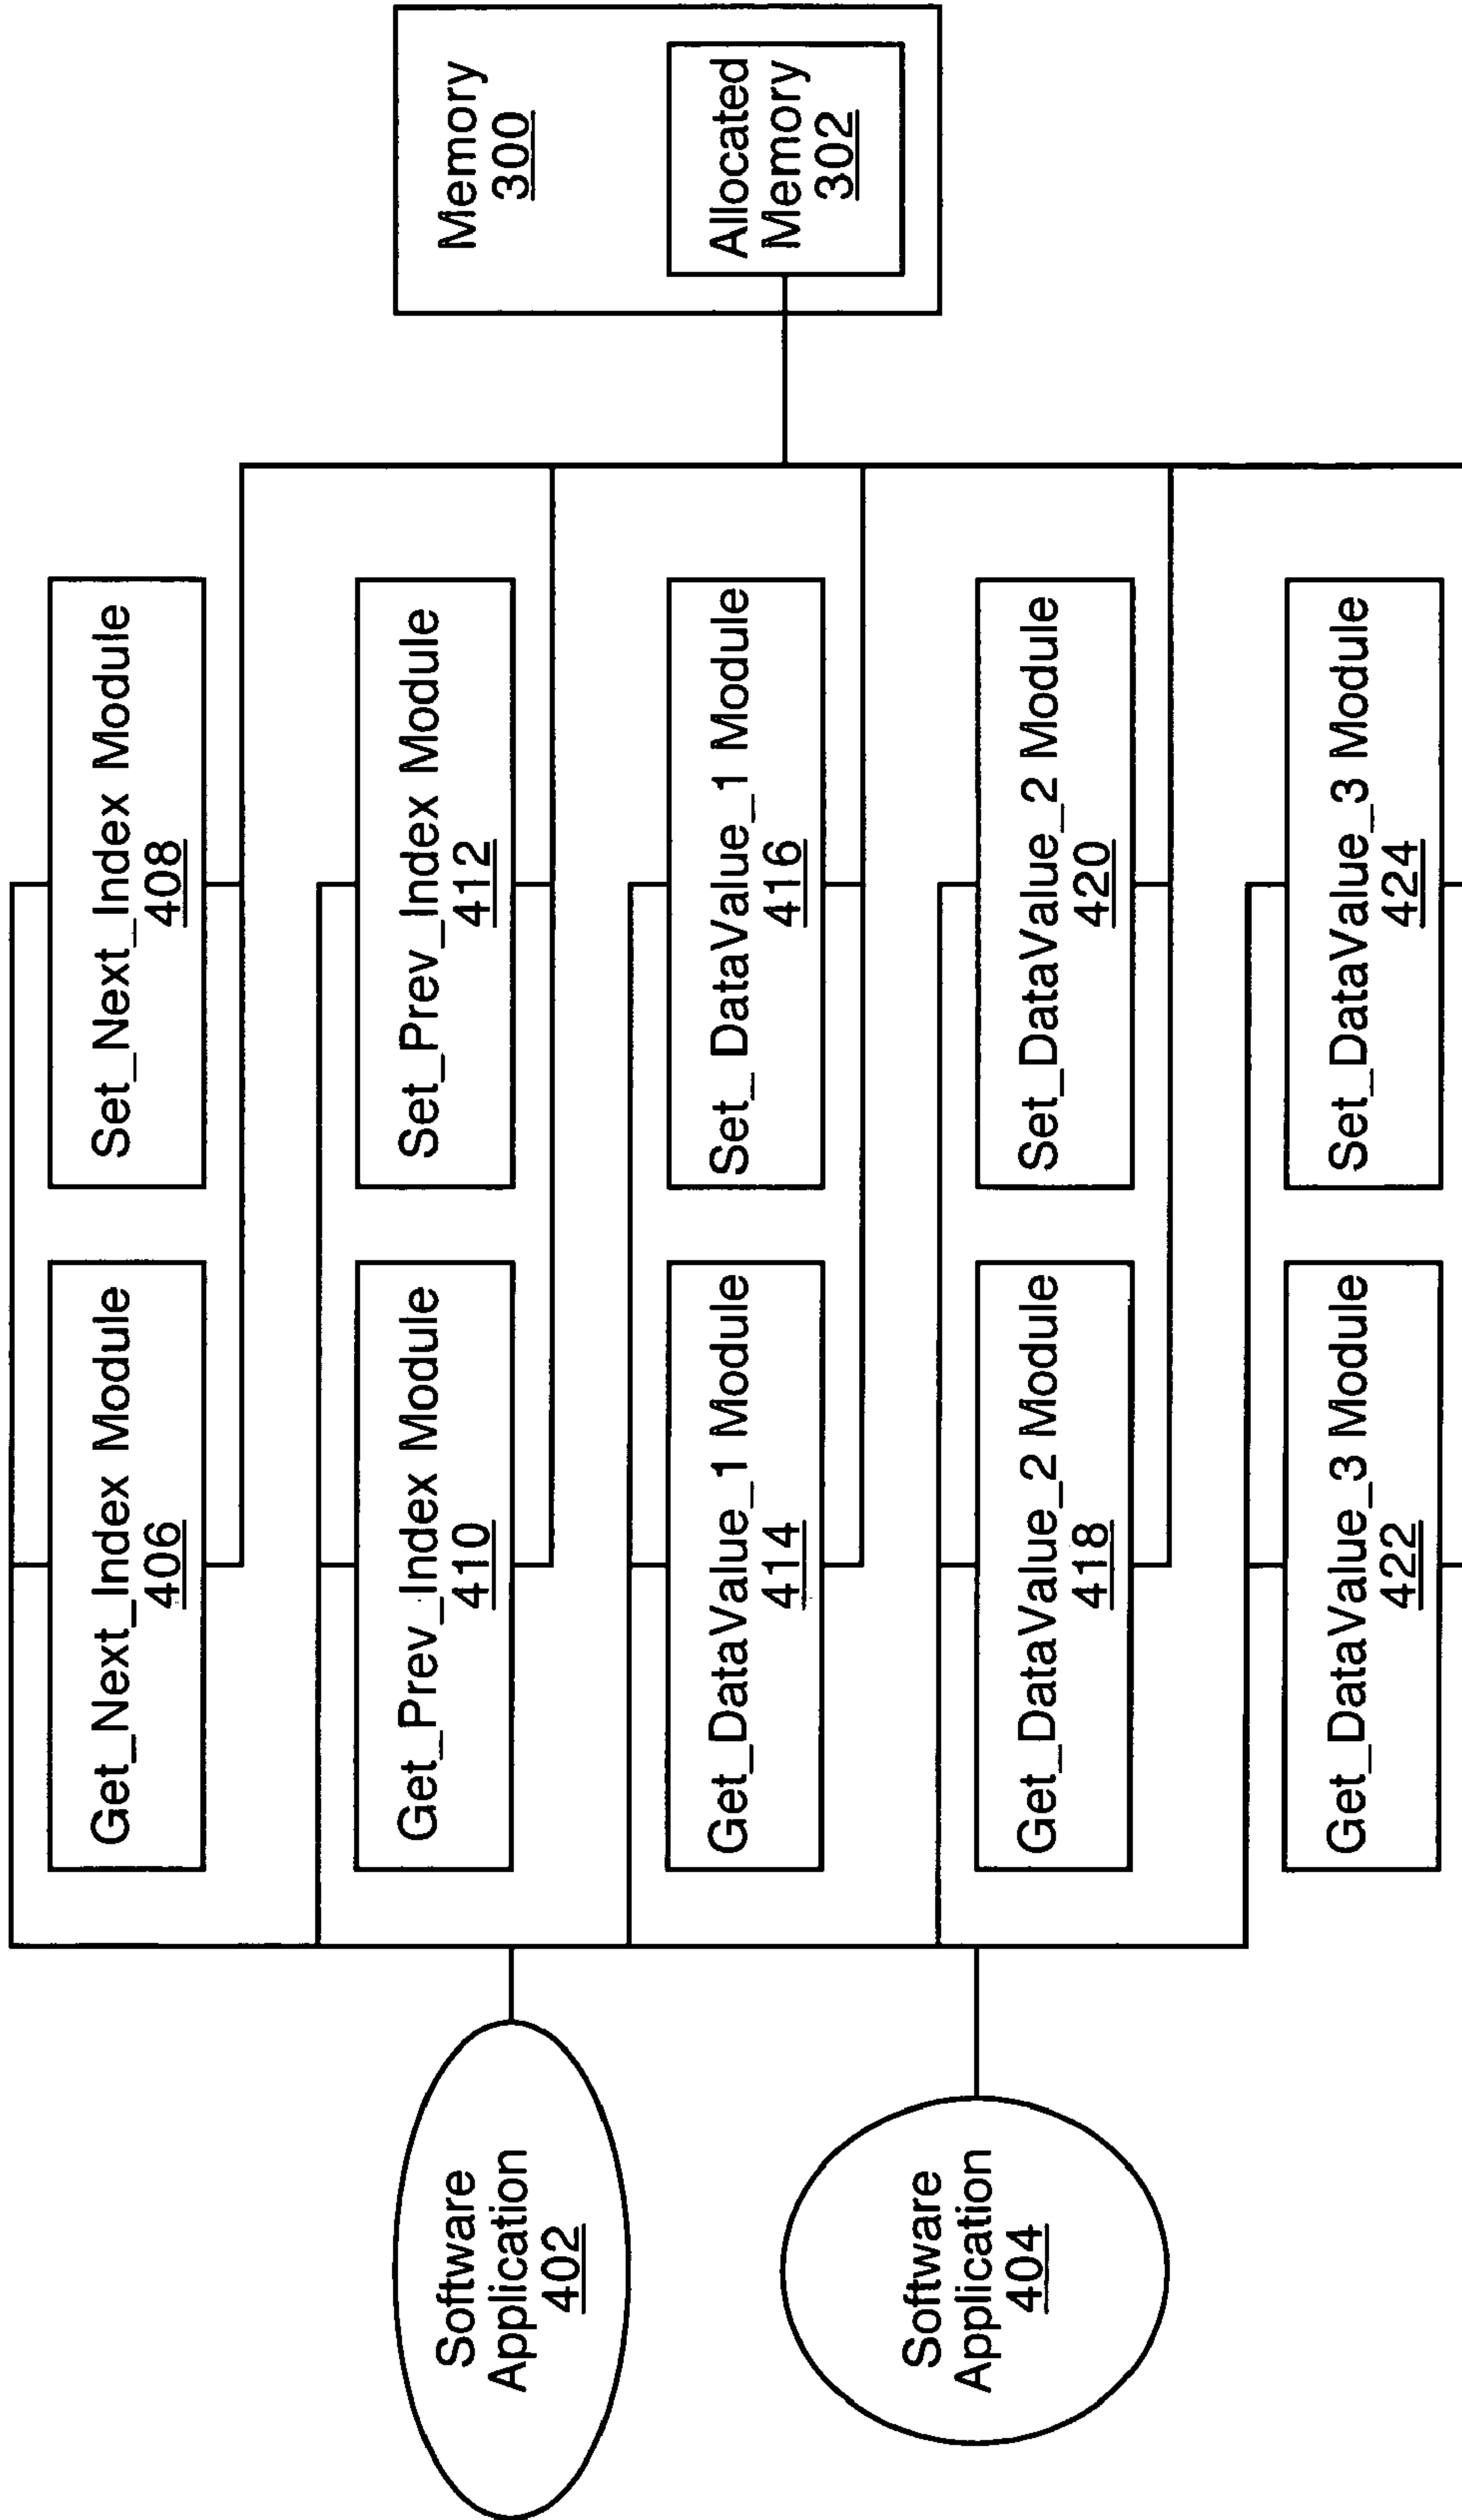 Software
Application
402
Software
Application
404
Get_Next_Index Module
406
Set_Next_Index Module
408
Get_Prev_Index Module
410
Set_Prev_Index Module
412
Get_DataValue_1 Module
414
Set_ DataValue_1 Module
416
Get_DataValue_2 Module
418
Set_DataValue_2 Module
420
Get_DataValue_3 Module
422
Set_DataValue_3 Module
424
Memory
300
Allocated
Memory
302